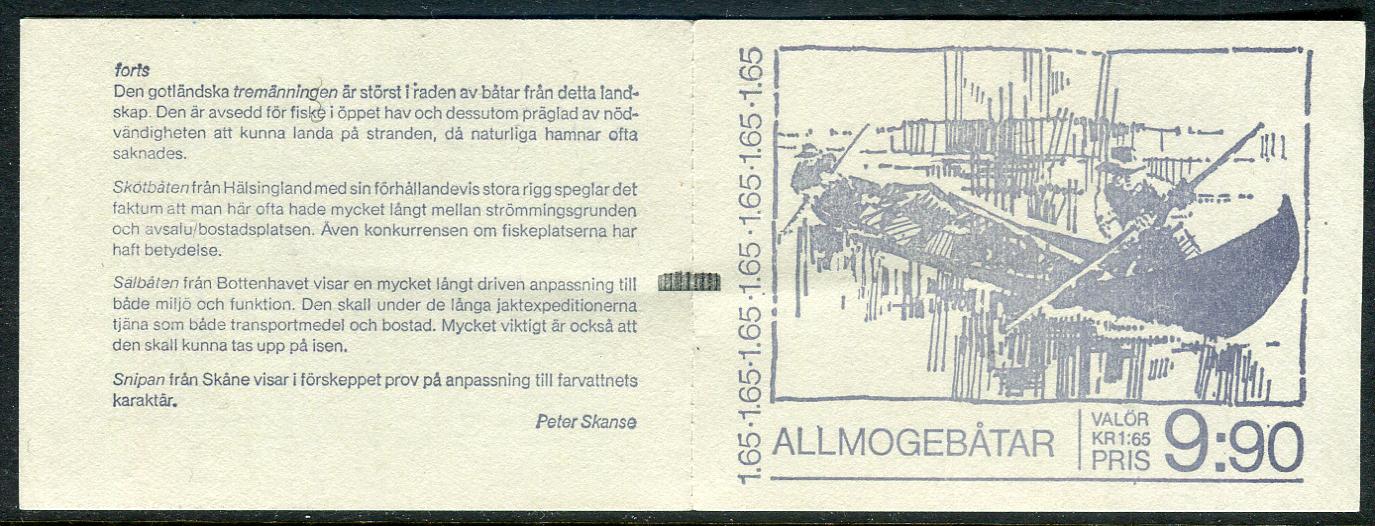 forts
Den gotländska tremänningen är störst i raden av båtar från detta land-
skap. Den är avsedd för fiske i öppet hav och dessutom präglad av nöd-
vändigheten att kunna landa på stranden, då naturliga hamnar ofta
saknades.
Skötbåten från Hälsingland med sin förhållandevis stora rigg speglar det
faktum att man här ofta hade mycket långt mellan strömmingsgrunden
och avsalu/bostadsplatsen. Även konkurrensen om fiskeplatserna har
haft betydelse.
Sälbåten från Bottenhavet visar en mycket långt driven anpassning till
både miljö och funktion. Den skall under de långa jaktexpeditionerna
tjäna som både transportmedel och bostad. Mycket viktigt är också att
den skall kunna tas upp på isen.
Snipan från Skåne visar i förskeppet prov på anpassning till farvattnets
karaktär.
Peter Skanse
1.65·1.65·1.65·1.65·1.65·1.65
ALLMOGEBÅTAR
VALÖR
KR 1:65
PRIS
9:90